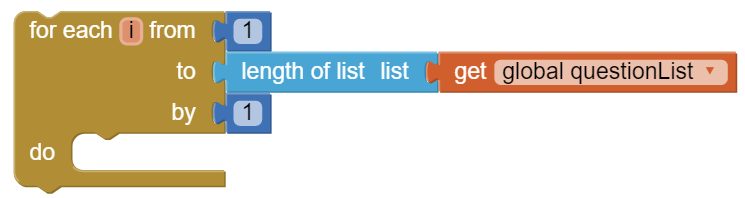 for each i from 1
to length of list list get global questionList
by 1
do